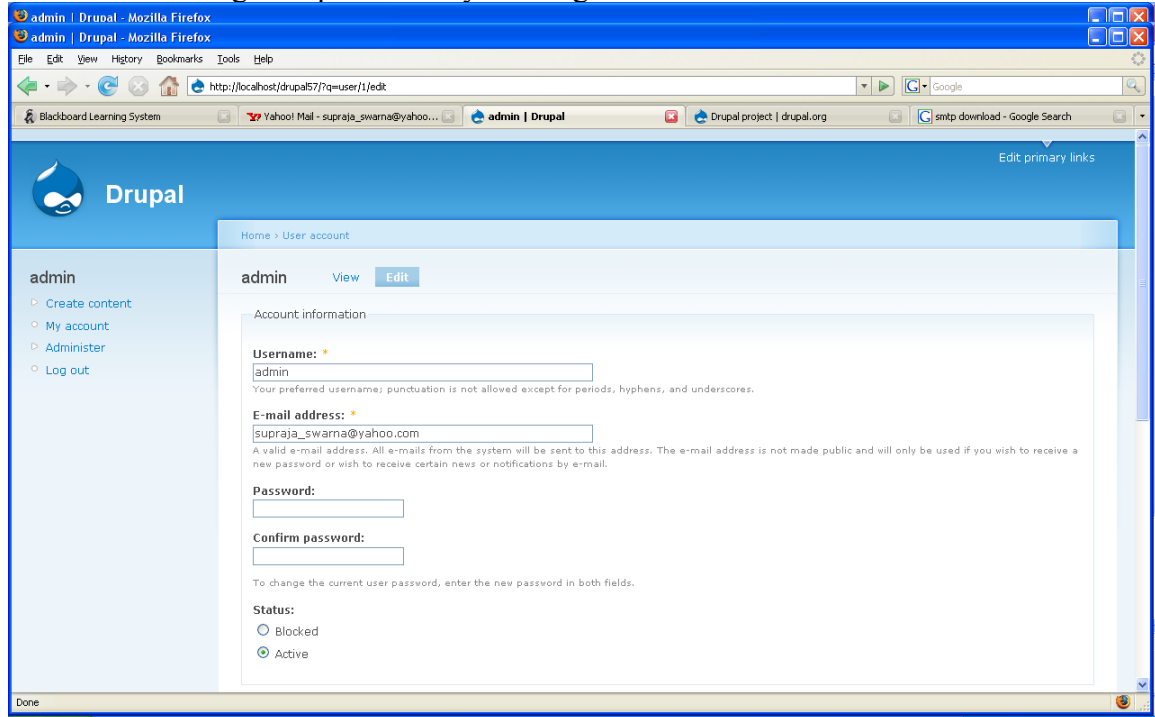 admin | Drupal - Mozilla Firefox
admin | Drupal - Mozilla Firefox
File Edit View History Bookmarks Tools Help
http://localhost/drupal57/?q=user/1/edit
G Google
Blackboard Learning System
Yahoo! Mail - supraja_swarna@yahoo...
admin | Drupal
Drupal project | drupal.org
G smtp download - Google Search
Edit primary links
Drupal
Home › User account
admin
Create content
My account
Administer
Log out
admin View Edit
Account information
Username: *
admin
Your preferred username; punctuation is not allowed except for periods, hyphens, and underscores.
E-mail address: *
supraja_swarna@yahoo.com
A valid e-mail address. All e-mails from the system will be sent to this address. The e-mail address is not made public and will only be used if you wish to receive a
new password or wish to receive certain news or notifications by e-mail.
Password:
Confirm password:
To change the current user password, enter the new password in both fields.
Status:
Blocked
Active
Done